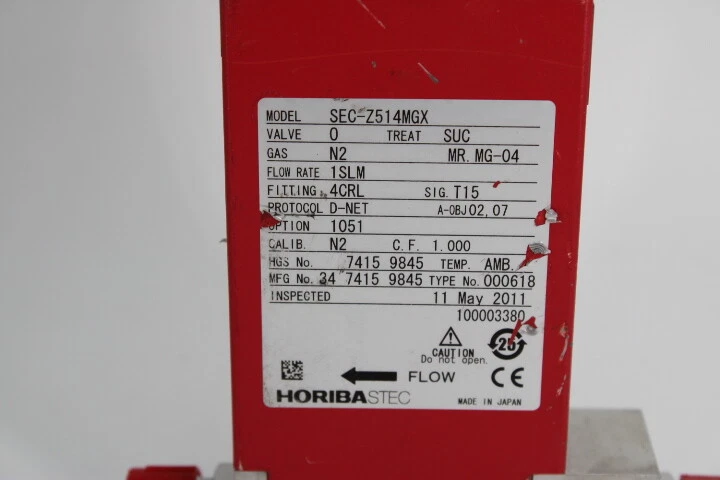 MODEL SEC-Z514MGX
VALVE O TREAT SUC
GAS N2 MR. MG-04
FLOW RATE 1SLM
FITTING 4CRL SIG. T15
PROTOCOL D-NET A-OBJ02, 07
OPTION 1051
CALIB. N2 C.F. 1.000
HGS No. 7415 9845 TEMP. AMB.
MFG No. 34 7415 9845 TYPE No. 000618
INSPECTED 11 May 2011
100003380
CAUTION
Do not open.
25
FLOW
CE
HORIBASTEC
MADE IN JAPAN